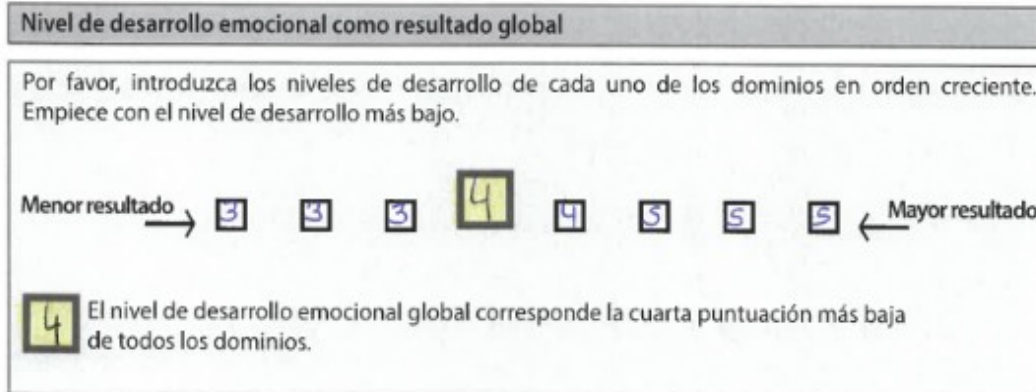 Nivel de desarrollo emocional como resultado global
Por favor, introduzca los niveles de desarrollo de cada uno de los dominios en orden creciente.
Empiece con el nivel de desarrollo más bajo.
Menor resultado → 3 3 3 4 4 5 5 5 ← Mayor resultado
4 El nivel de desarrollo emocional global corresponde la cuarta puntuación más baja
de todos los dominios.